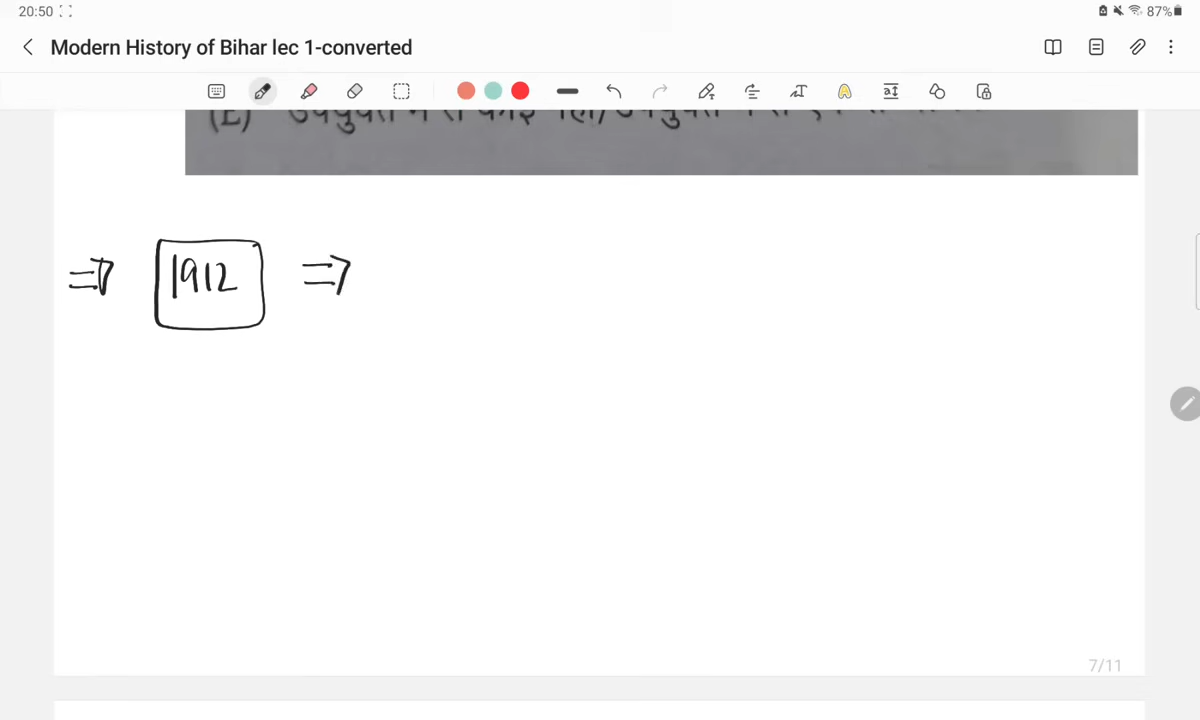 20:50 87%
Modern History of Bihar lec 1-converted
(E)
⇒ 1912 ⇒
7/11